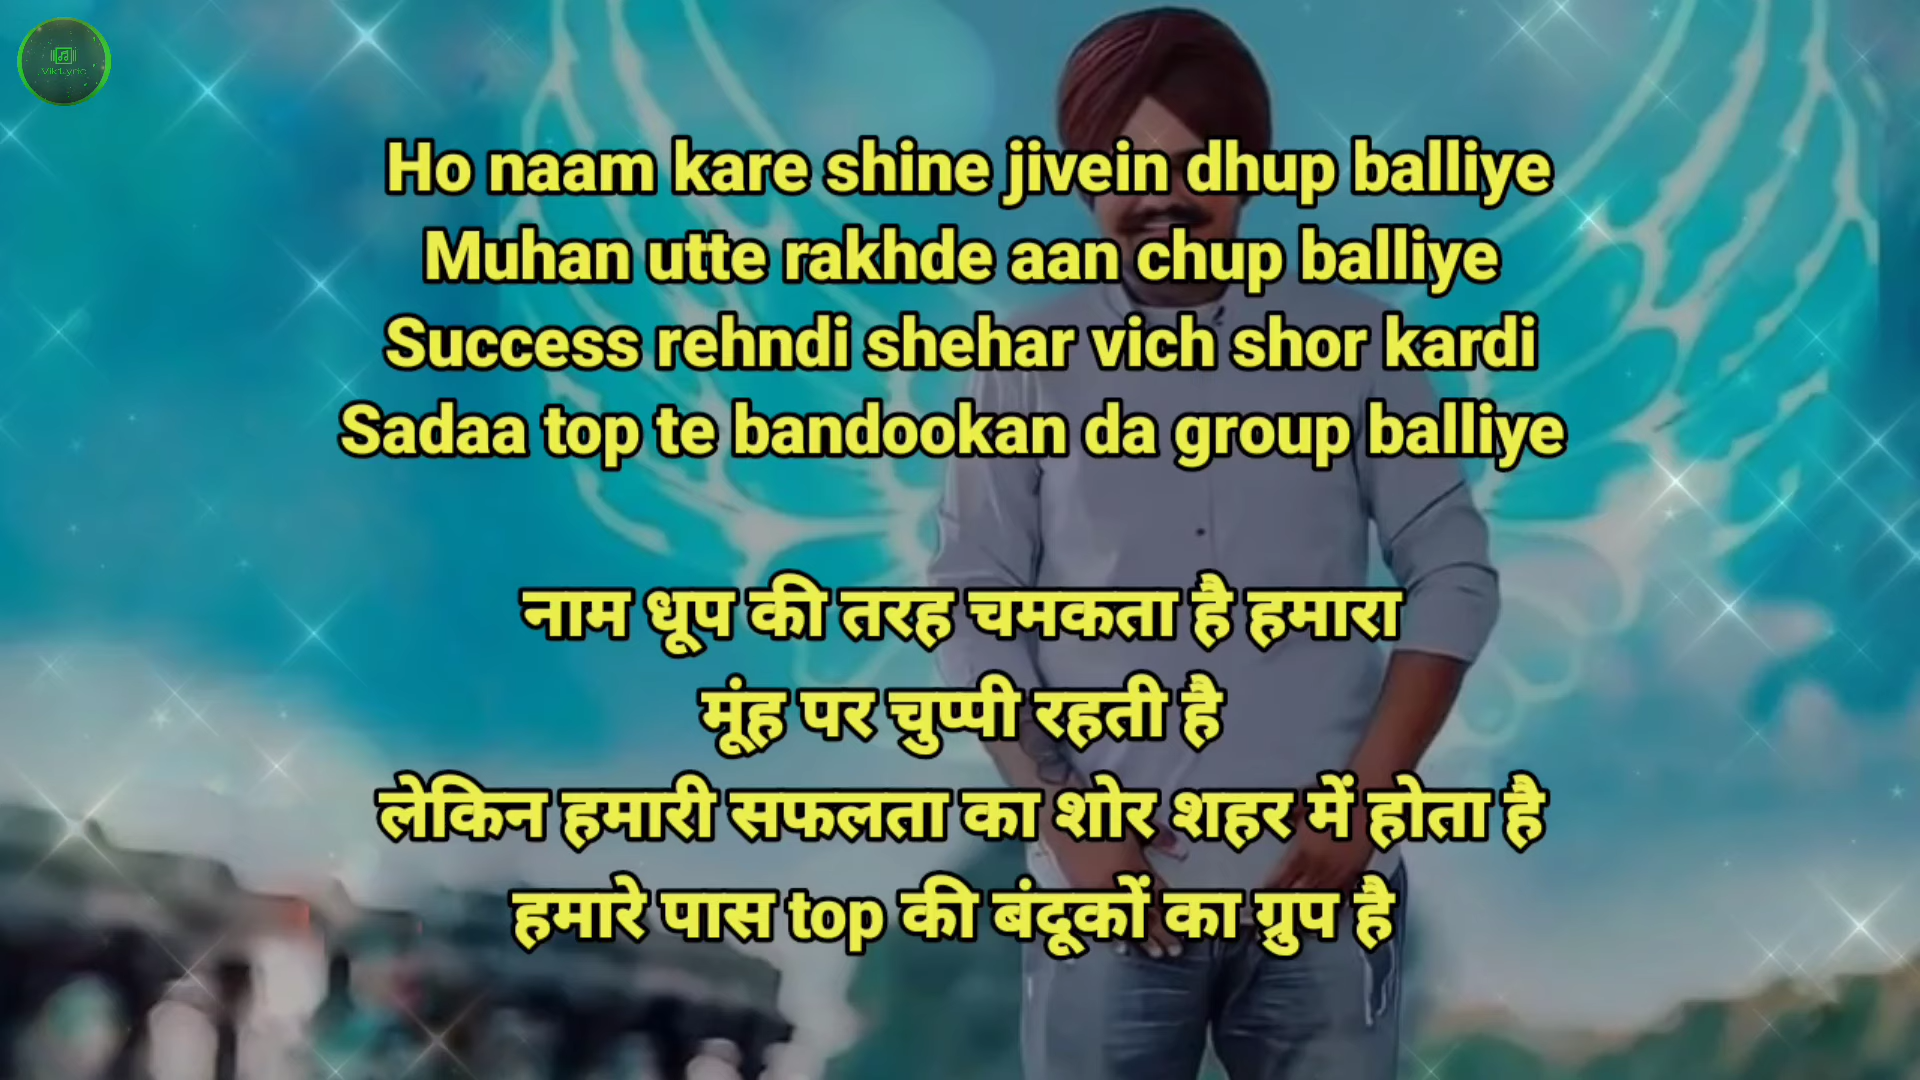 VikiLyric
Ho naam kare shine jivein dhup balliye
Muhan utte rakhde aan chup balliye
Success rehndi shehar vich shor kardi
Sadaa top te bandookan da group balliye
नाम धूप की तरह चमकता है हमारा
मूंह पर चुप्पी रहती है
लेकिन हमारी सफलता का शोर शहर में होता है
हमारे पास top की बंदूकों का ग्रुप है